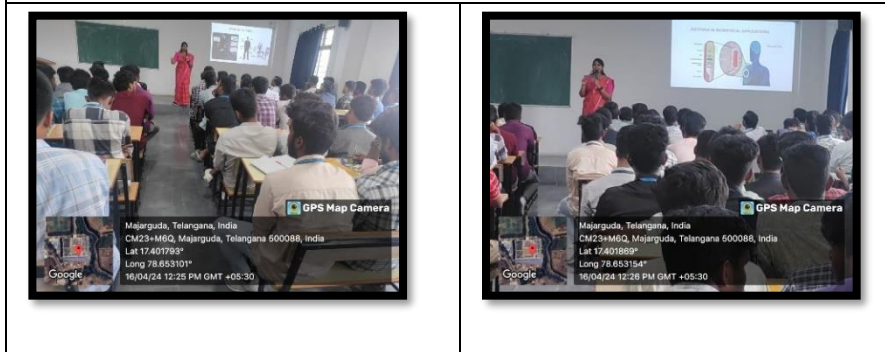 GPS Map Camera
Majarguda, Telangana, India
CM23+M6Q, Majarguda, Telangana 500088, India
Lat 17.401793°
Long 78.653101°
16/04/24 12:25 PM GMT +05:30
Google
GPS Map Camera
Majarguda, Telangana, India
CM23+M6Q, Majarguda, Telangana 500088, India
Lat 17.401869°
Long 78.653154°
16/04/24 12:26 PM GMT +05:30
Google